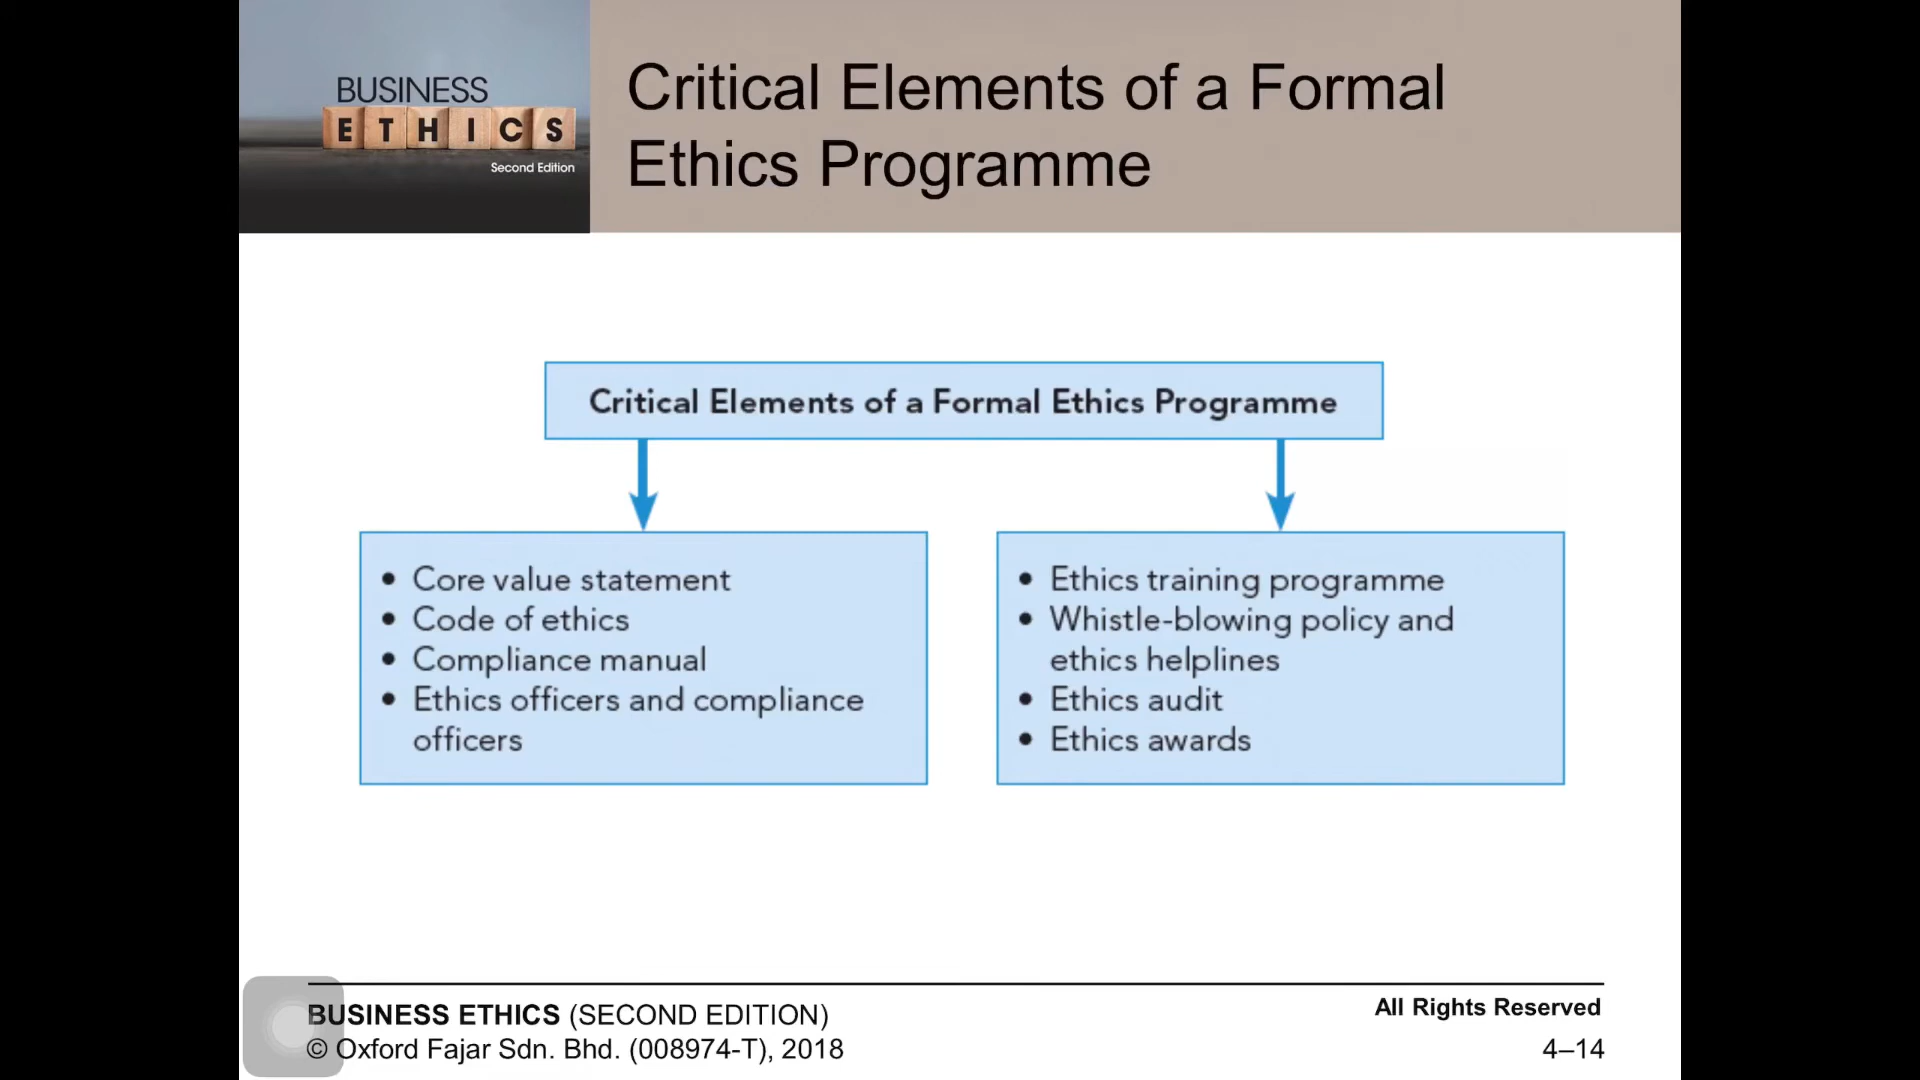 BUSINESS
ETHICS
Second Edition
Critical Elements of a Formal
Ethics Programme
Critical Elements of a Formal Ethics Programme
• Core value statement
• Code of ethics
• Compliance manual
• Ethics officers and compliance
officers
• Ethics training programme
• Whistle-blowing policy and
ethics helplines
• Ethics audit
• Ethics awards
BUSINESS ETHICS (SECOND EDITION)
© Oxford Fajar Sdn. Bhd. (008974-T), 2018
All Rights Reserved
4–14